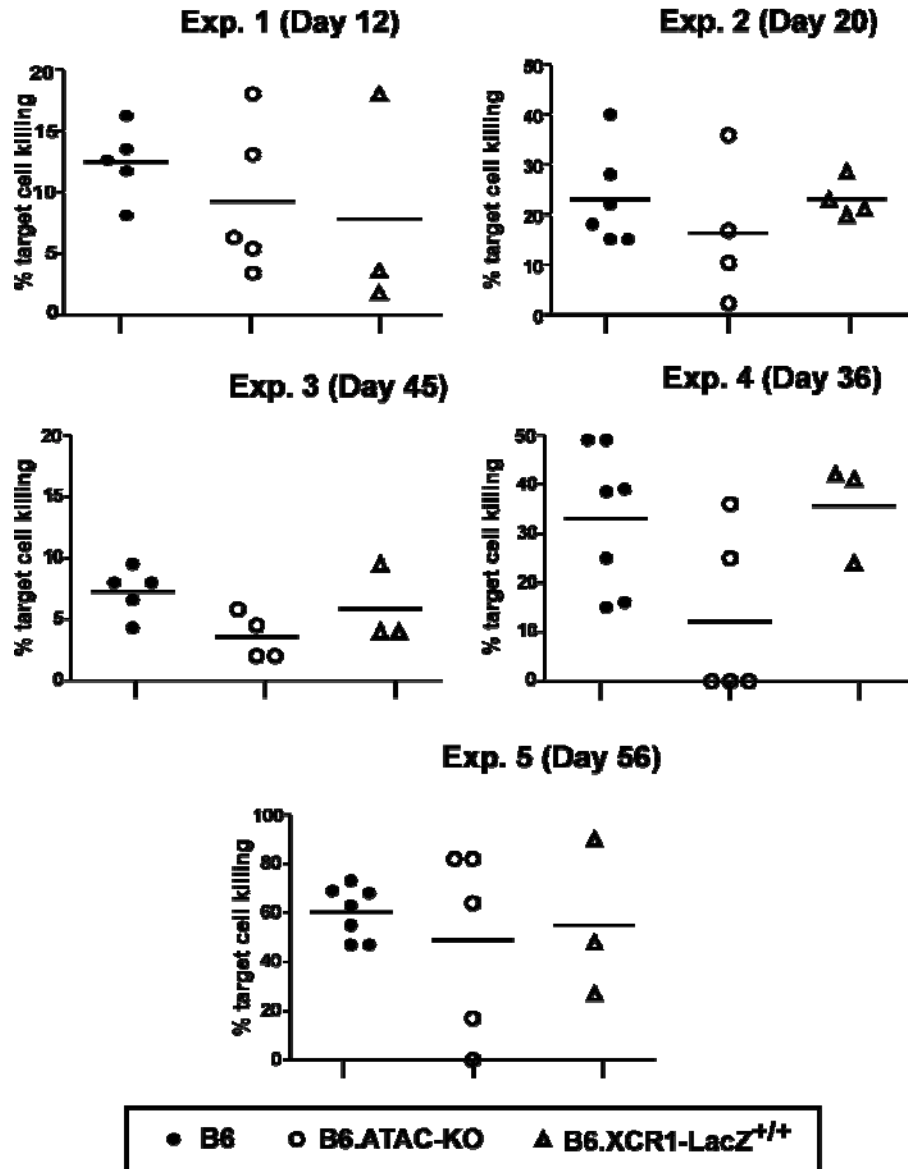 Exp. 1 (Day 12)
% target cell killing
20
15
10
5
0
Exp. 2 (Day 20)
% target cell killing
50
40
30
20
10
0
Exp. 3 (Day 45)
% target cell killing
20
15
10
5
0
Exp. 4 (Day 36)
% target cell killing
50
40
30
20
10
0
Exp. 5 (Day 56)
% target cell killing
100
80
60
40
20
0
B6 B6.ATAC-KO B6.XCR1-LacZ+/+